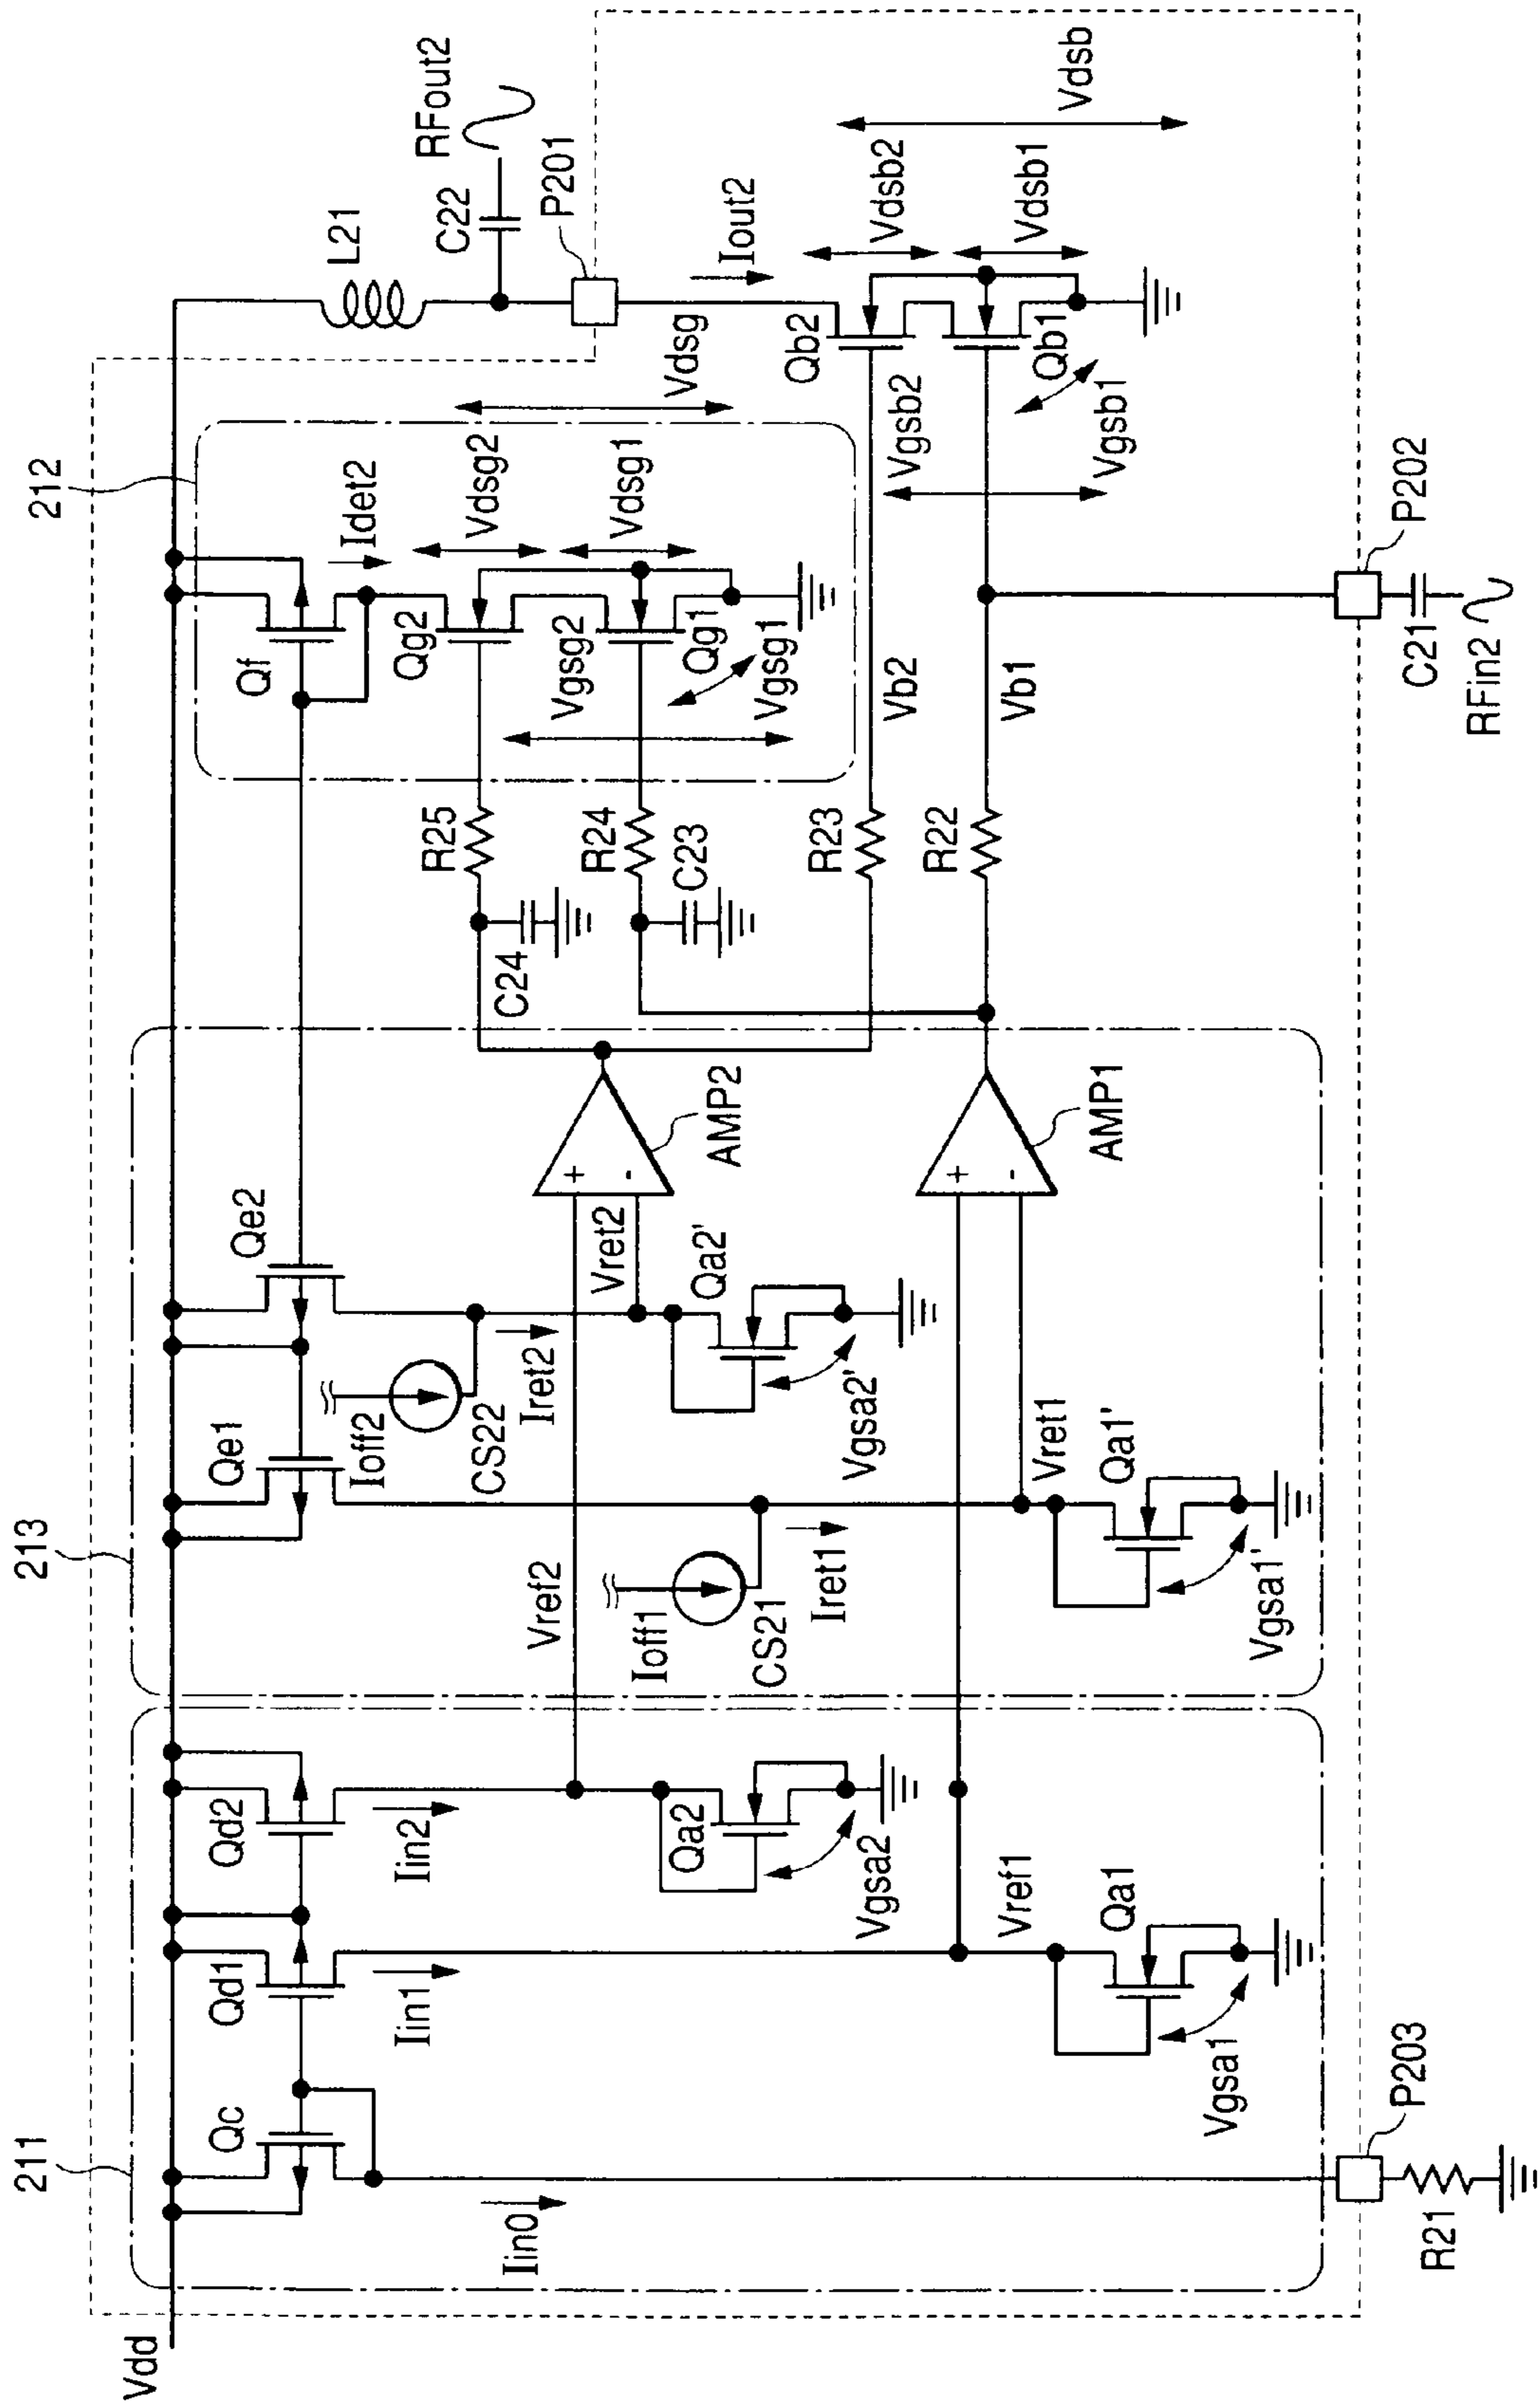 Vdd
211
213
212
Qc
Qd1
Qd2
Qe1
Qe2
Qf
L21
C22
RFout2
P201
Iin0
Iin1
Iin2
Ioff2
CS22
Iret2
Idet2
Qg2
Vdsg2
Vdsg
Vgsg2
Vdsg1
Qg1
Vgsg1
R25
C24
R24
C23
R23
R22
Vb2
Vb1
Iout2
Qb2
Vdsb2
Vdsb
Vgsb2
Vdsb1
Qb1
Vgsb1
Vref2
Vret2
+
-
AMP2
Qa2
Vgsa2
Qa2'
Vgsa2'
Ioff1
CS21
Iret1
+
-
AMP1
Vref1
Vret1
Qa1
Vgsa1
Qa1'
Vgsa1'
P203
R21
P202
C21
RFin2